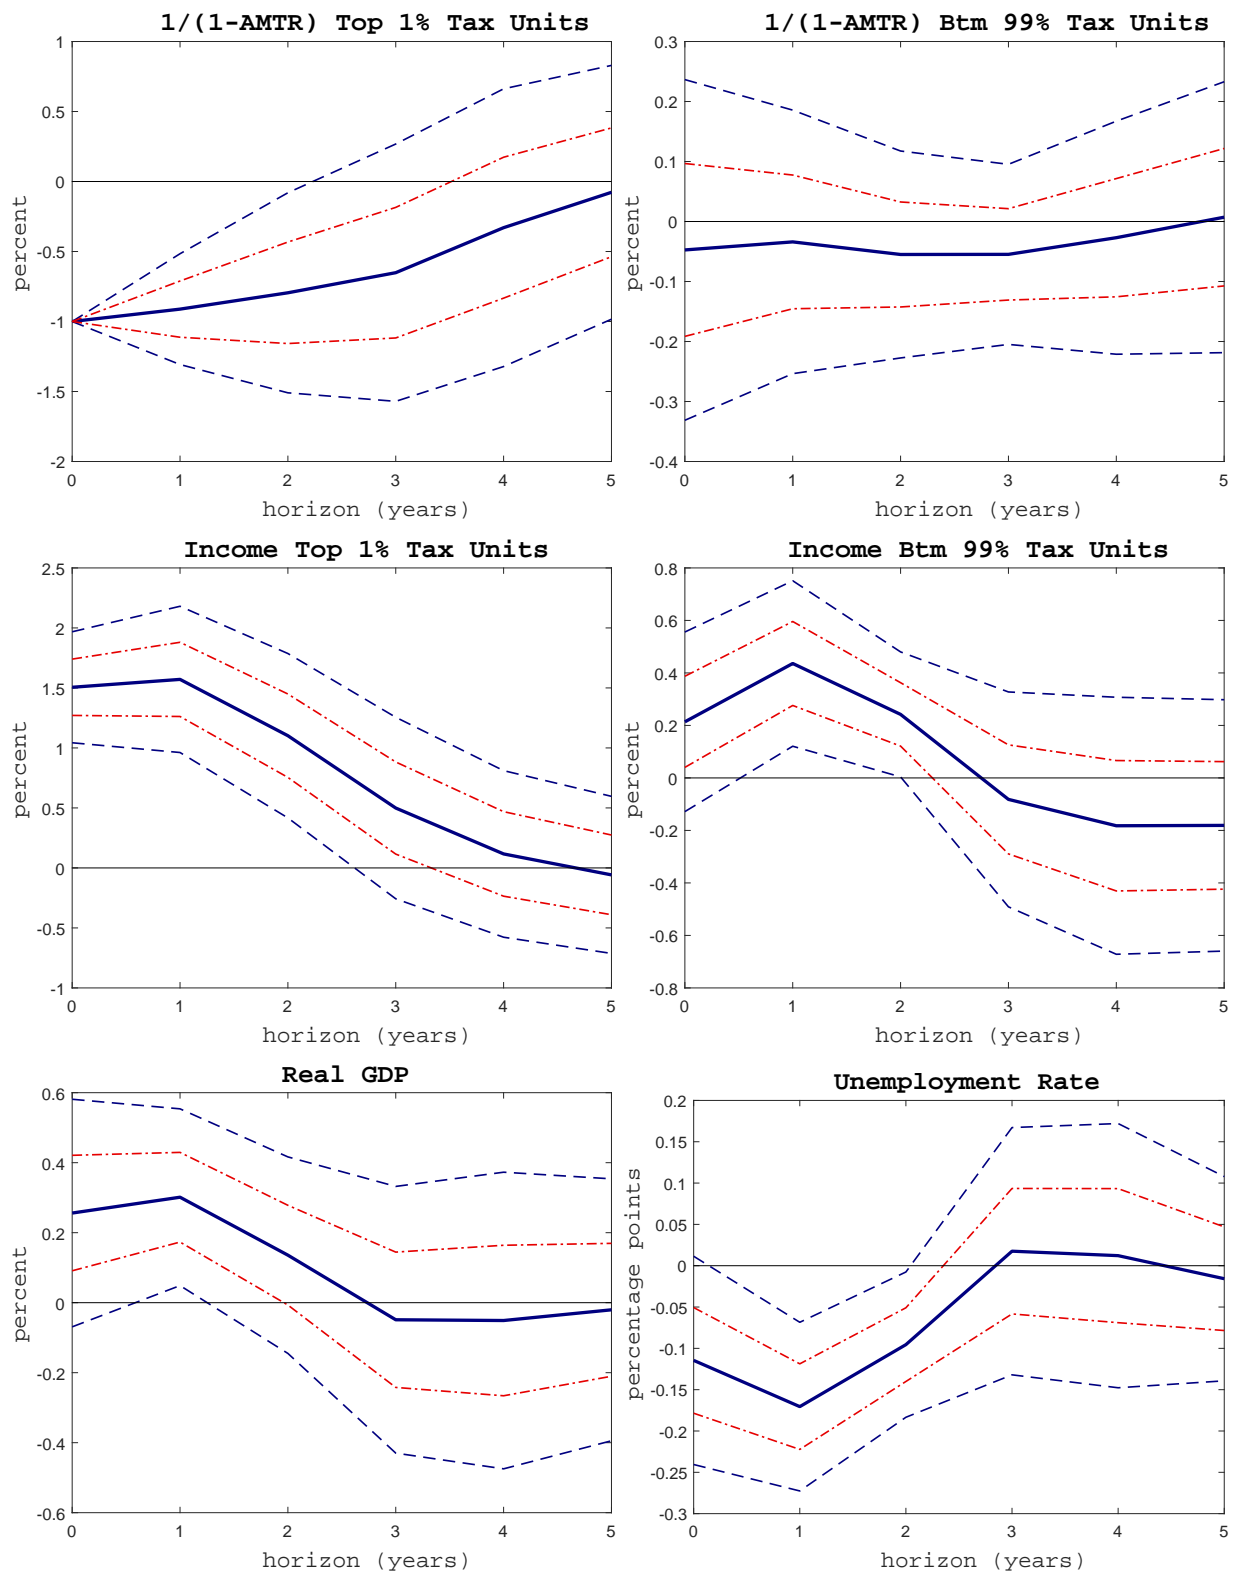 1/(1-AMTR) Top 1% Tax Units
1
0.5
0
-0.5
-1
-1.5
-2
percent
0 1 2 3 4 5
horizon (years)
1/(1-AMTR) Btm 99% Tax Units
0.3
0.2
0.1
0
-0.1
-0.2
-0.3
-0.4
percent
0 1 2 3 4 5
horizon (years)
Income Top 1% Tax Units
2.5
2
1.5
1
0.5
0
-0.5
-1
percent
0 1 2 3 4 5
horizon (years)
Income Btm 99% Tax Units
0.8
0.6
0.4
0.2
0
-0.2
-0.4
-0.6
-0.8
percent
0 1 2 3 4 5
horizon (years)
Real GDP
0.6
0.4
0.2
0
-0.2
-0.4
-0.6
percent
0 1 2 3 4 5
horizon (years)
Unemployment Rate
0.2
0.15
0.1
0.05
0
-0.05
-0.1
-0.15
-0.2
-0.25
-0.3
percentage points
0 1 2 3 4 5
horizon (years)